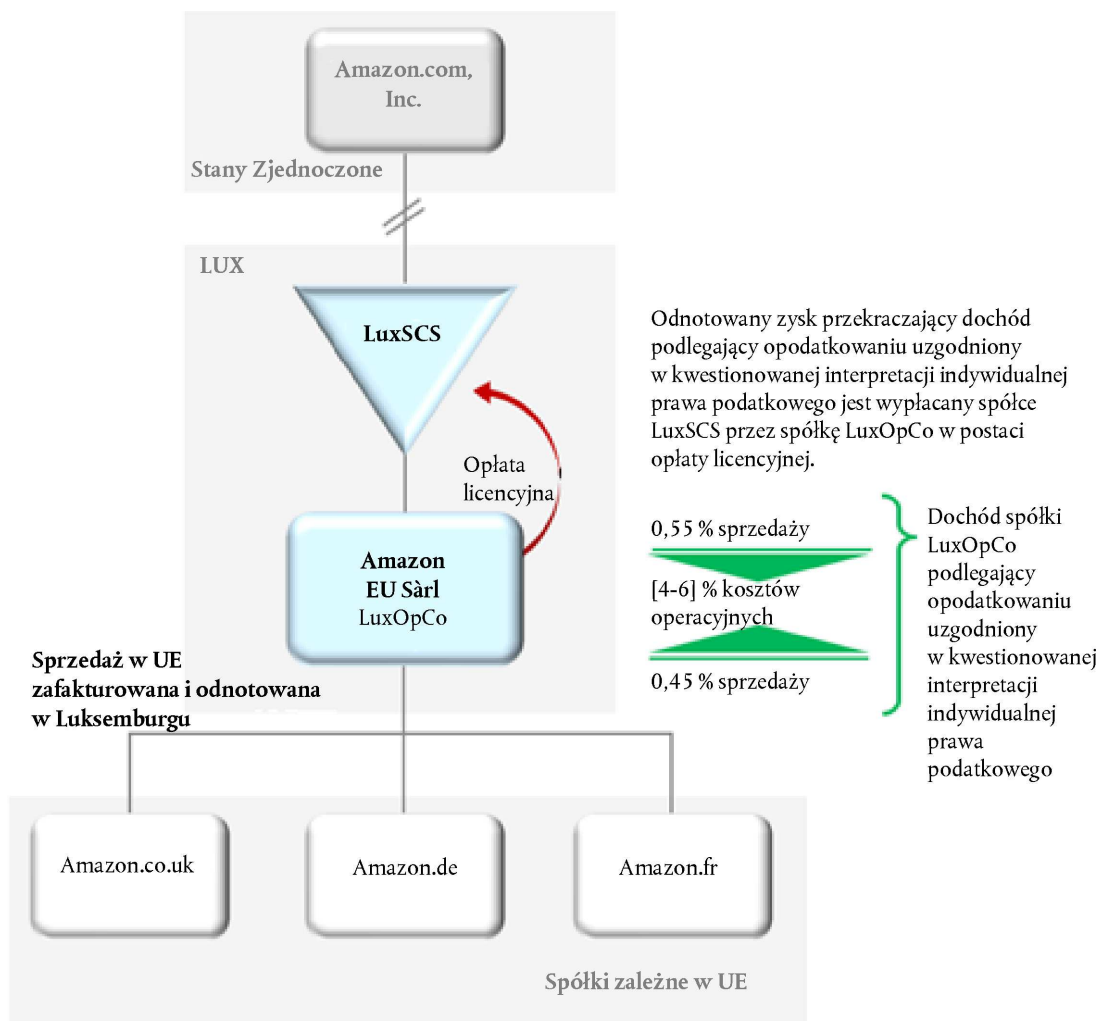 Amazon.com,
Inc.
Stany Zjednoczone
LUX
LuxSCS
Opłata
licencyjna
Amazon
EU Sàrl
LuxOpCo
Odnotowany zysk przekraczający dochód
podlegający opodatkowaniu uzgodniony
w kwestionowanej interpretacji indywidualnej
prawa podatkowego jest wypłacany spółce
LuxSCS przez spółkę LuxOpCo w postaci
opłaty licencyjnej.
0,55 % sprzedaży
[4-6] % kosztów
operacyjnych
0,45 % sprzedaży
Dochód spółki
LuxOpCo
podlegający
opodatkowaniu
uzgodniony
w kwestionowanej
interpretacji
indywidualnej
prawa
podatkowego
Sprzedaż w UE
zafakturowana i odnotowana
w Luksemburgu
Amazon.co.uk
Amazon.de
Amazon.fr
Spółki zależne w UE